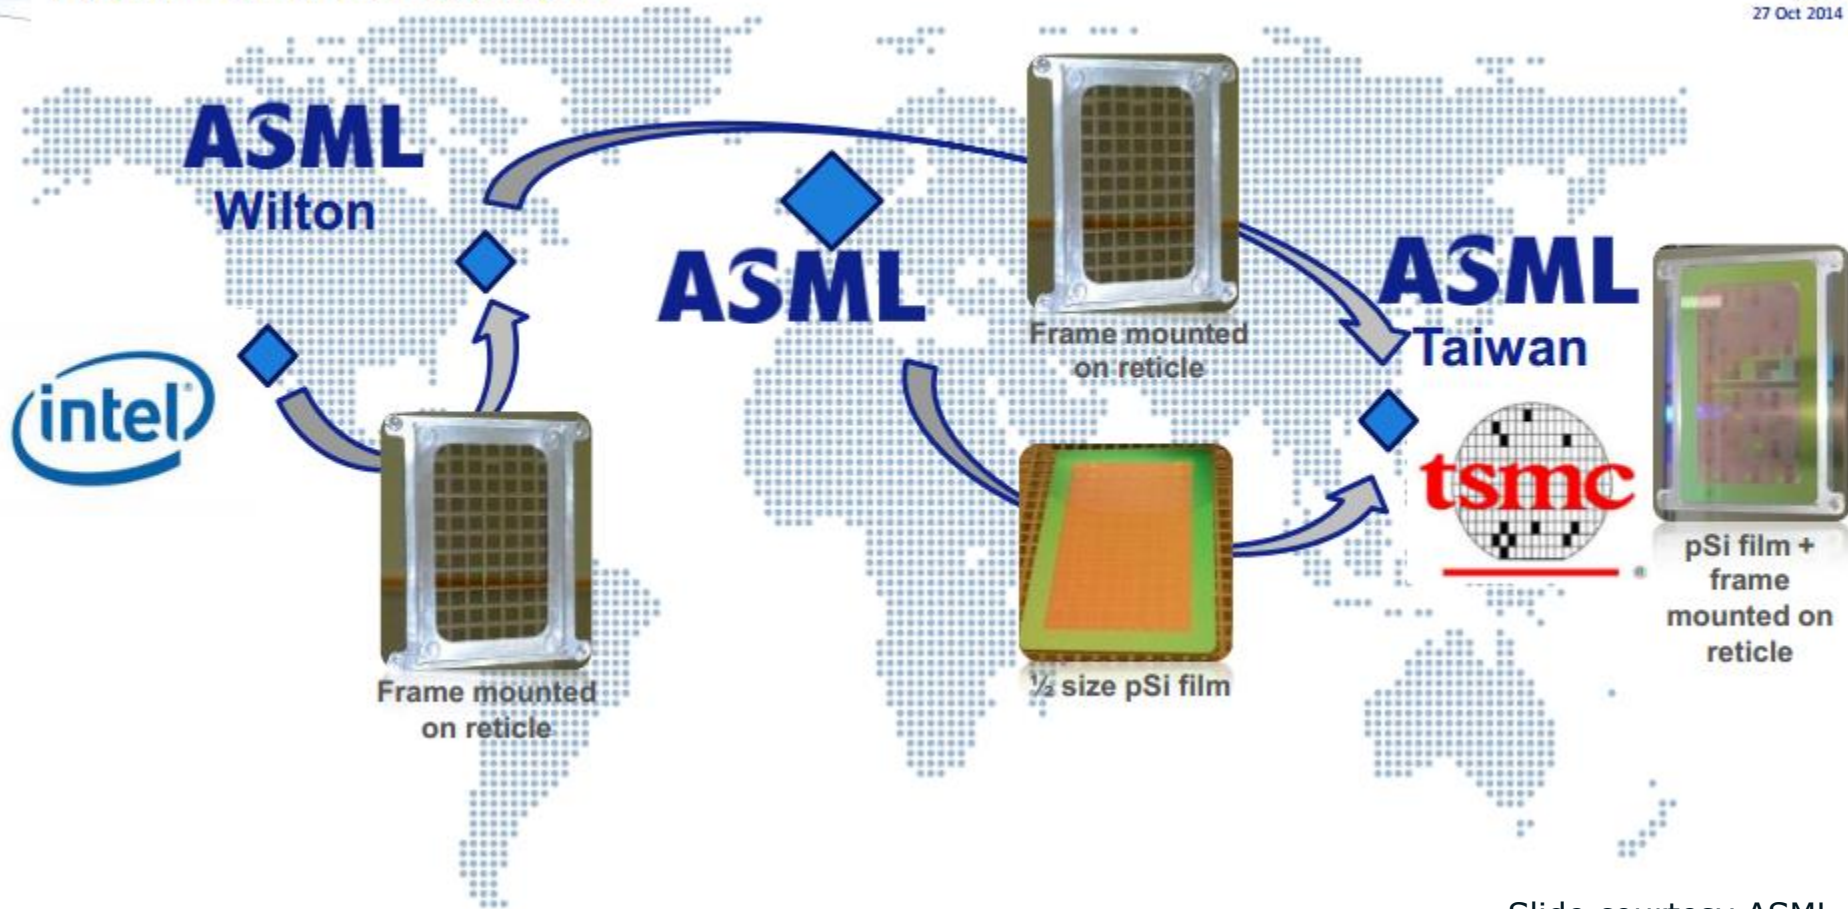 27 Oct 2014
ASML
Wilton
ASML
Frame mounted
on reticle
ASML
Taiwan
intel
tsmc
pSi film +
frame
mounted on
reticle
½ size pSi film
Frame mounted
on reticle